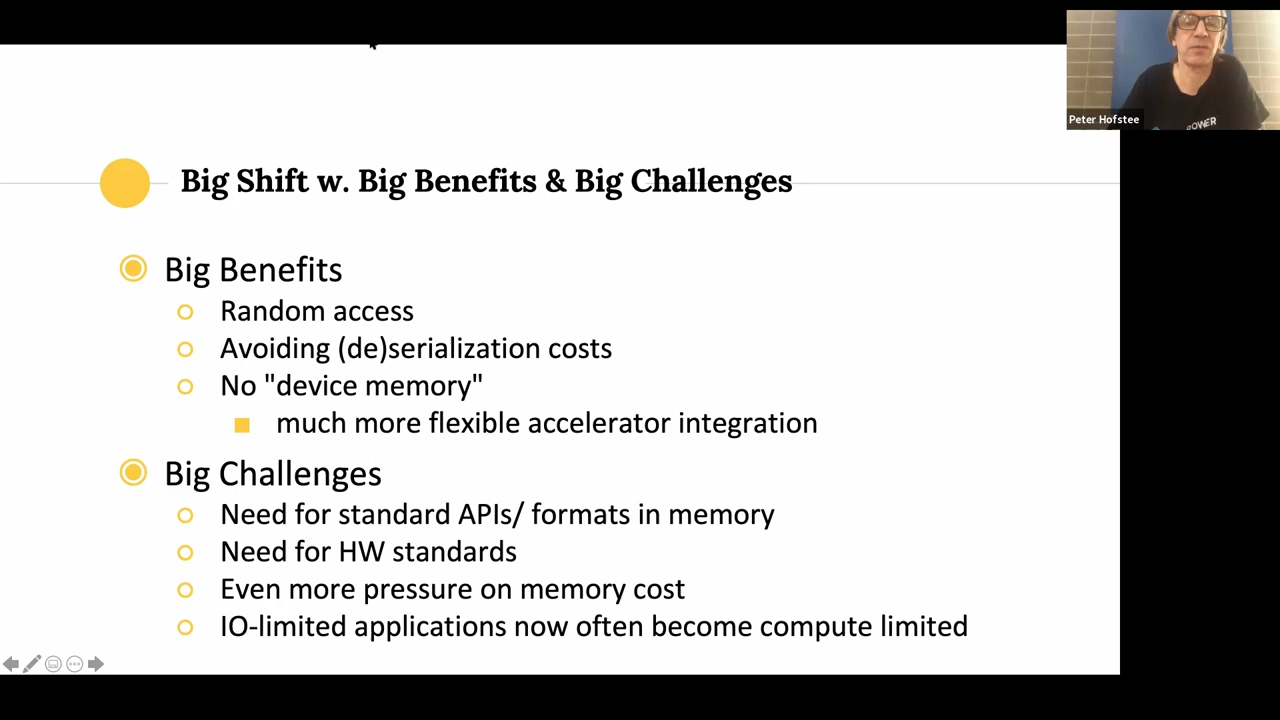 Peter Hofstee
POWER
Big Shift w. Big Benefits & Big Challenges
Big Benefits
Random access
Avoiding (de)serialization costs
No "device memory"
much more flexible accelerator integration
Big Challenges
Need for standard APIs/ formats in memory
Need for HW standards
Even more pressure on memory cost
IO-limited applications now often become compute limited